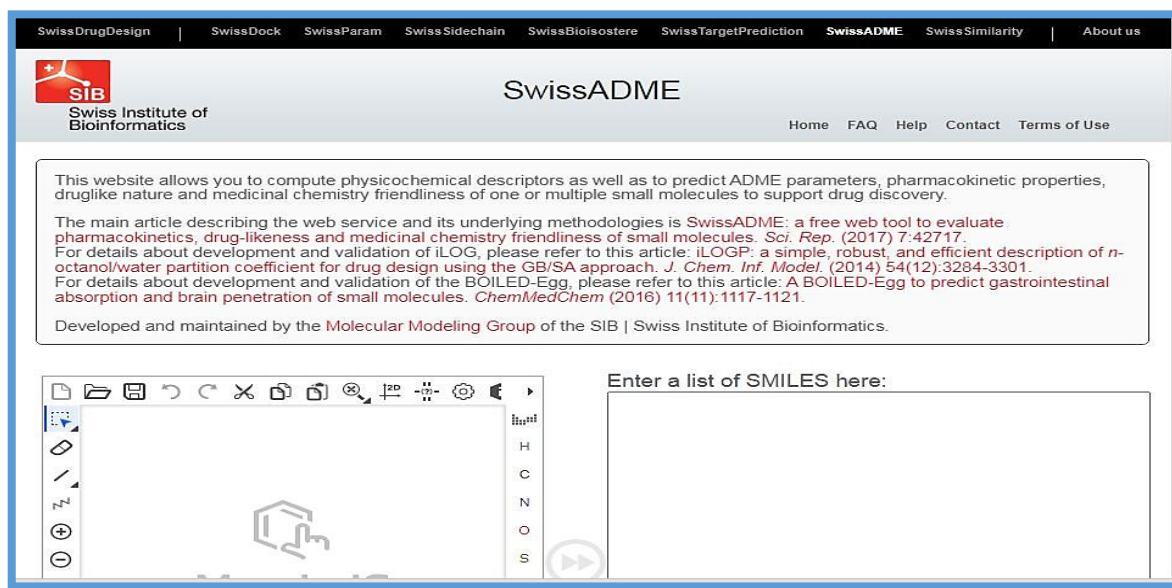 SwissDrugDesign | SwissDock SwissParam SwissSidechain SwissBioisostere SwissTargetPrediction SwissADME SwissSimilarity | About us
SIB
Swiss Institute of
Bioinformatics
SwissADME
Home FAQ Help Contact Terms of Use
This website allows you to compute physicochemical descriptors as well as to predict ADME parameters, pharmacokinetic properties,
druglike nature and medicinal chemistry friendliness of one or multiple small molecules to support drug discovery.
The main article describing the web service and its underlying methodologies is SwissADME: a free web tool to evaluate
pharmacokinetics, drug-likeness and medicinal chemistry friendliness of small molecules. Sci. Rep. (2017) 7:42717.
For details about development and validation of iLOG, please refer to this article: iLOGP: a simple, robust, and efficient description of n-
octanol/water partition coefficient for drug design using the GB/SA approach. J. Chem. Inf. Model. (2014) 54(12):3284-3301.
For details about development and validation of the BOILED-Egg, please refer to this article: A BOILED-Egg to predict gastrointestinal
absorption and brain penetration of small molecules. ChemMedChem (2016) 11(11):1117-1121.
Developed and maintained by the Molecular Modeling Group of the SIB | Swiss Institute of Bioinformatics.
2D
Enter a list of SMILES here:
H
C
N
O
S